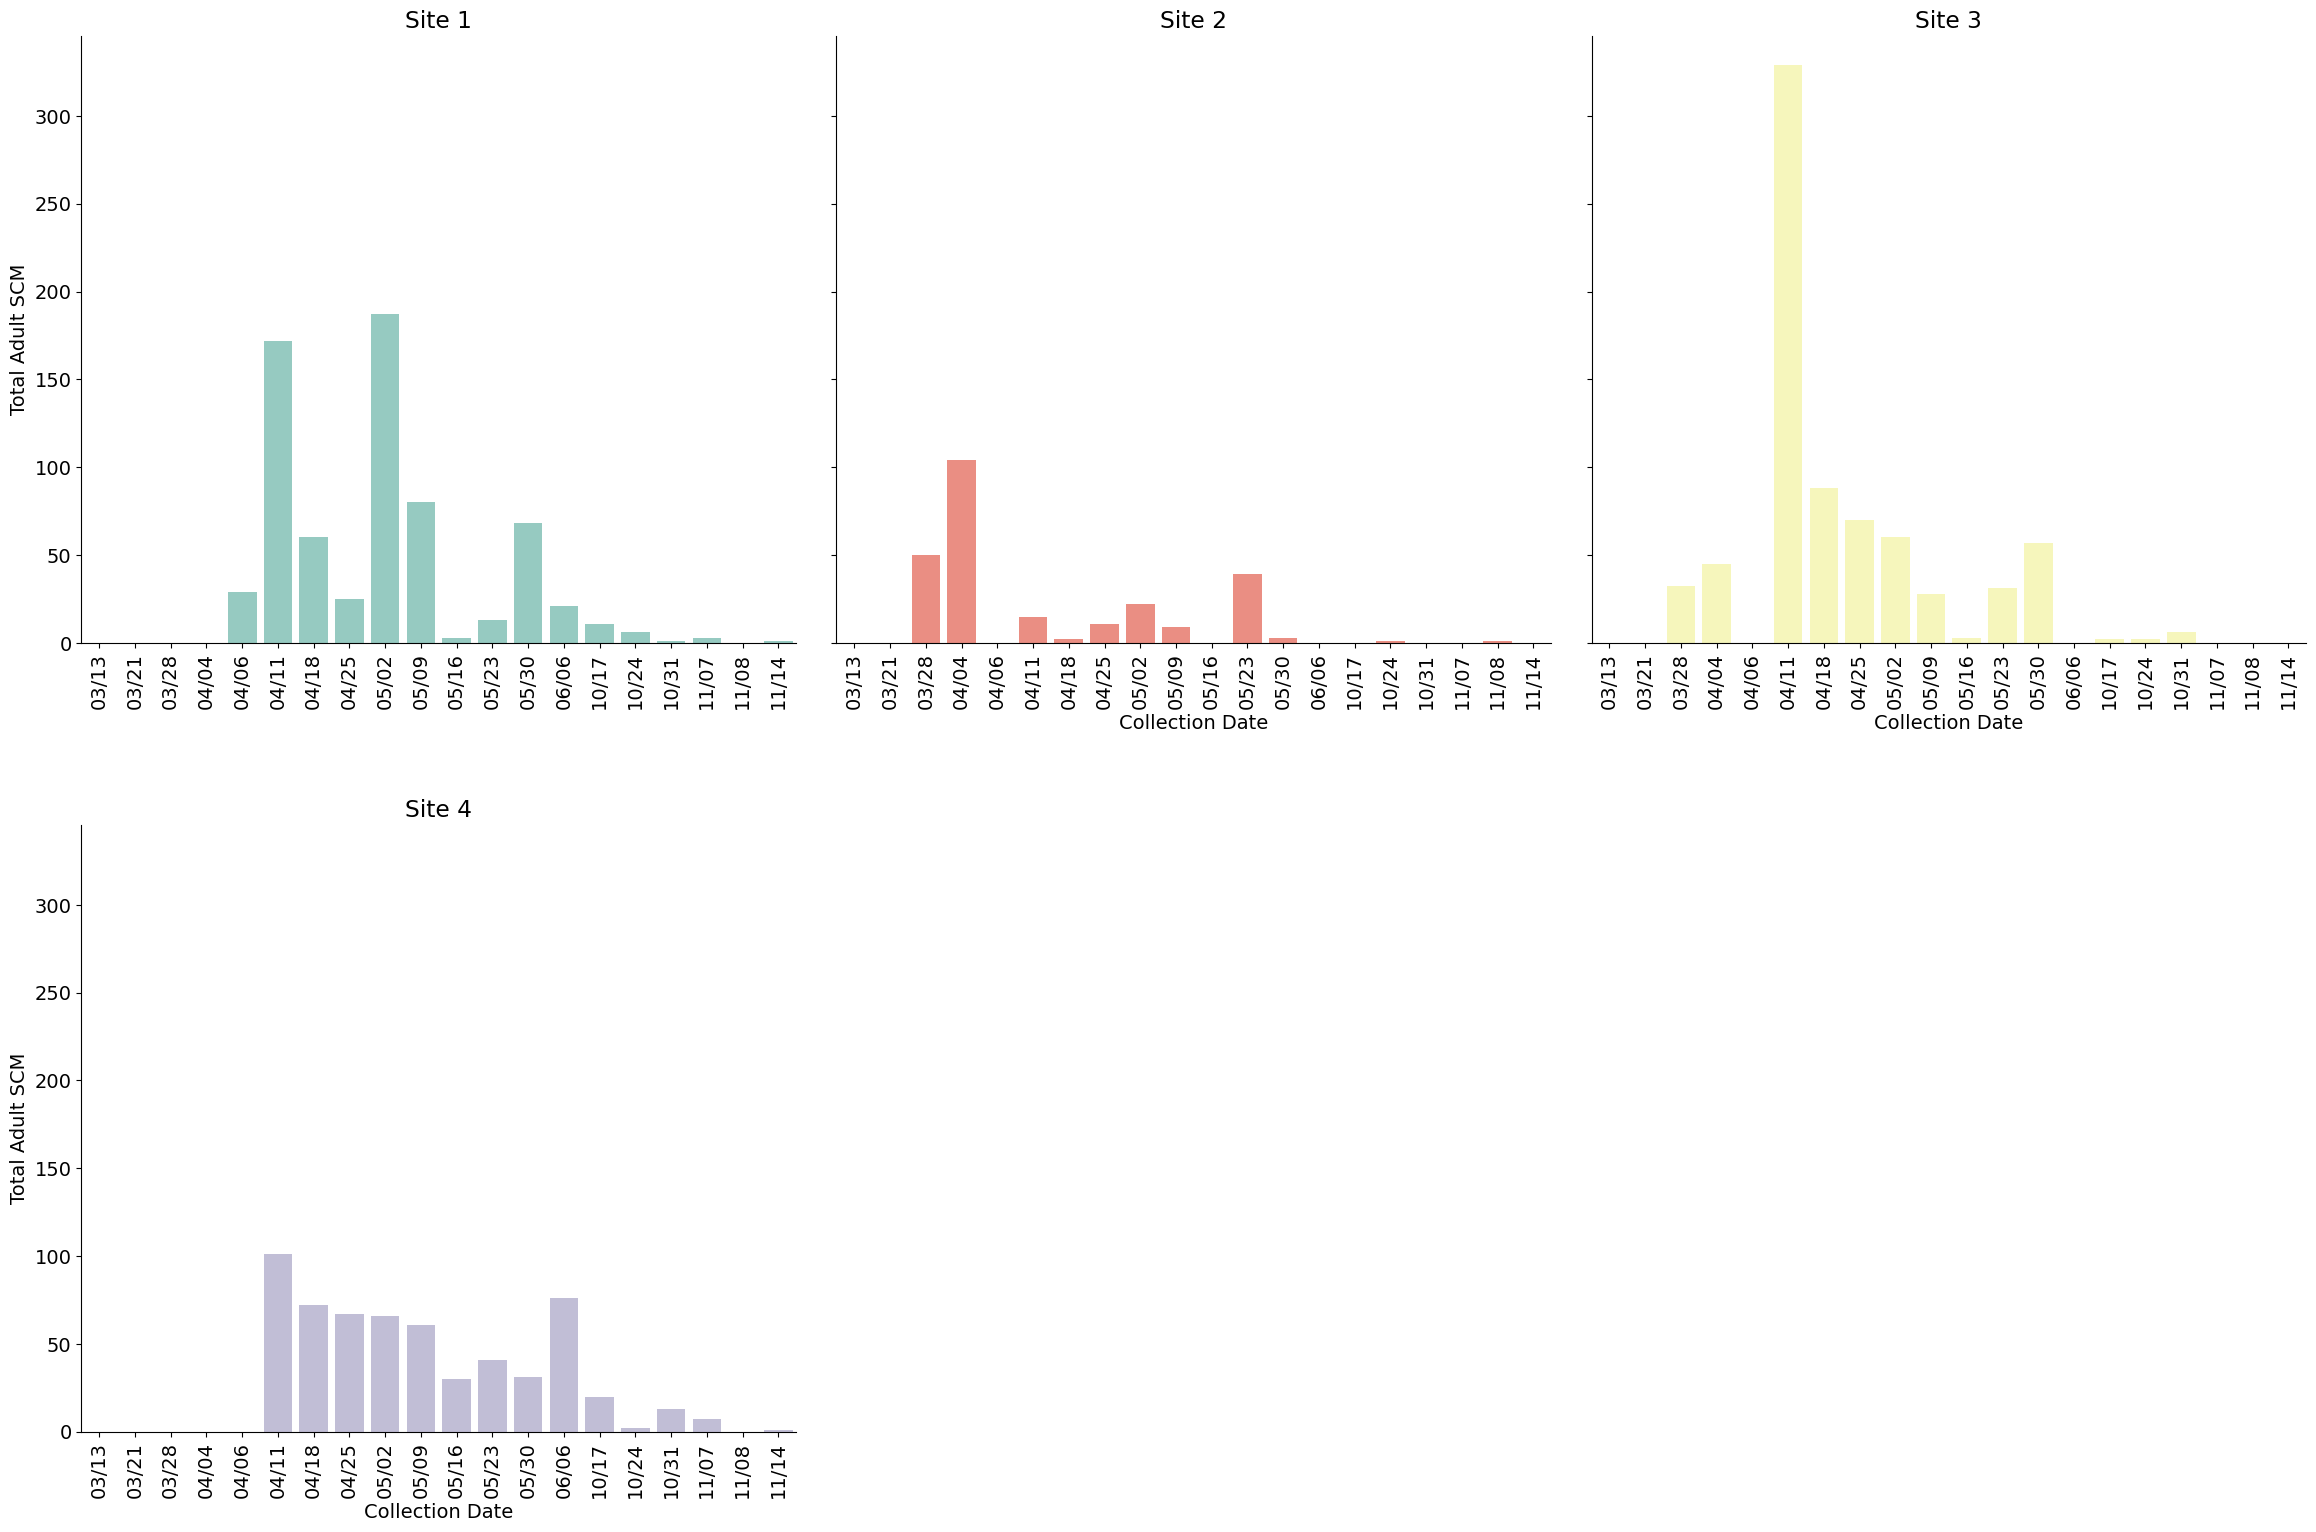 Site 1
Site 2
Site 3
Total Adult SCM
300
250
200
150
100
50
0
03/13 03/21 03/28 04/04 04/06 04/11 04/18 04/25 05/02 05/09 05/16 05/23 05/30 06/06 10/17 10/24 10/31 11/07 11/08 11/14
03/13 03/21 03/28 04/04 04/06 04/11 04/18 04/25 05/02 05/09 05/16 05/23 05/30 06/06 10/17 10/24 10/31 11/07 11/08 11/14
Collection Date
03/13 03/21 03/28 04/04 04/06 04/11 04/18 04/25 05/02 05/09 05/16 05/23 05/30 06/06 10/17 10/24 10/31 11/07 11/08 11/14
Collection Date
Site 4
Total Adult SCM
300
250
200
150
100
50
0
03/13 03/21 03/28 04/04 04/06 04/11 04/18 04/25 05/02 05/09 05/16 05/23 05/30 06/06 10/17 10/24 10/31 11/07 11/08 11/14
Collection Date